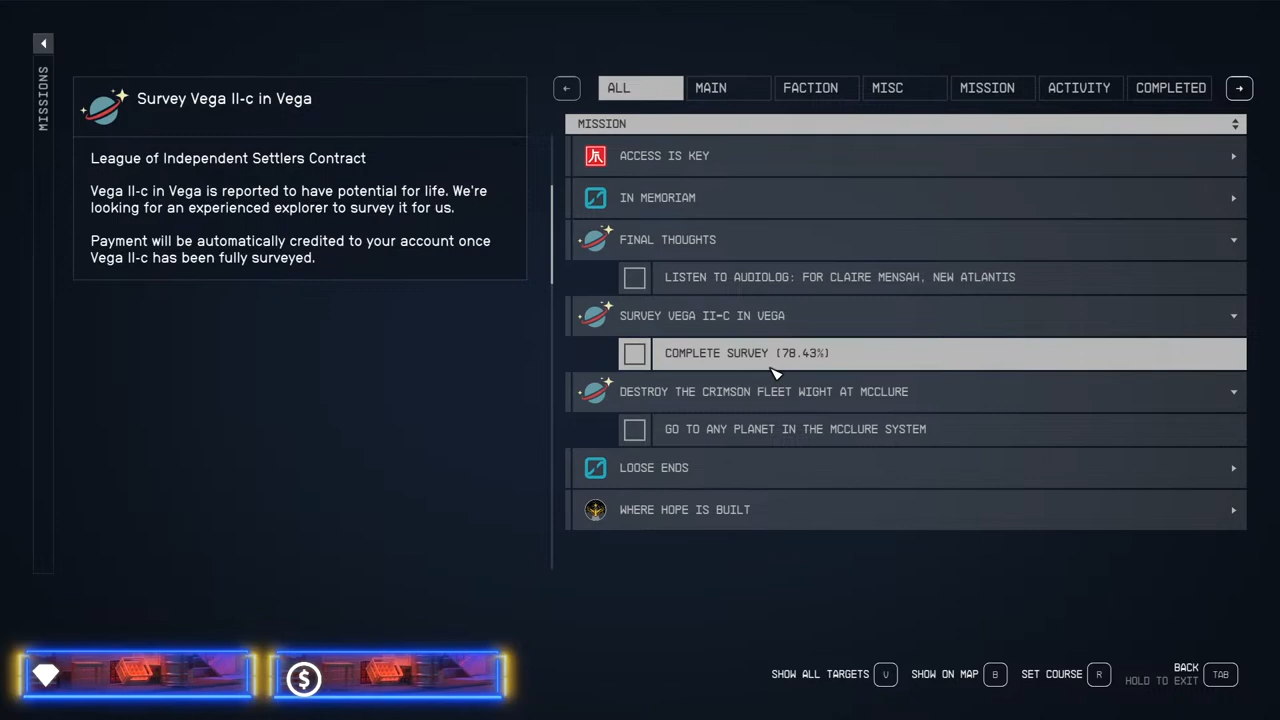 MISSIONS
Survey Vega II-c in Vega
League of Independent Settlers Contract
Vega II-c in Vega is reported to have potential for life. We're
looking for an experienced explorer to survey it for us.
Payment will be automatically credited to your account once
Vega II-c has been fully surveyed.
ALL
MAIN
FACTION
MISC
MISSION
ACTIVITY
COMPLETED
MISSION
ACCESS IS KEY
IN MEMORIAM
FINAL THOUGHTS
LISTEN TO AUDIOLOG: FOR CLAIRE MENSAH, NEW ATLANTIS
SURVEY VEGA II-C IN VEGA
COMPLETE SURVEY (78.43%)
DESTROY THE CRIMSON FLEET WIGHT AT MCCLURE
GO TO ANY PLANET IN THE MCCLURE SYSTEM
LOOSE ENDS
WHERE HOPE IS BUILT
$
SHOW ALL TARGETS V
SHOW ON MAP B
SET COURSE R
BACK
HOLD TO EXIT TAB